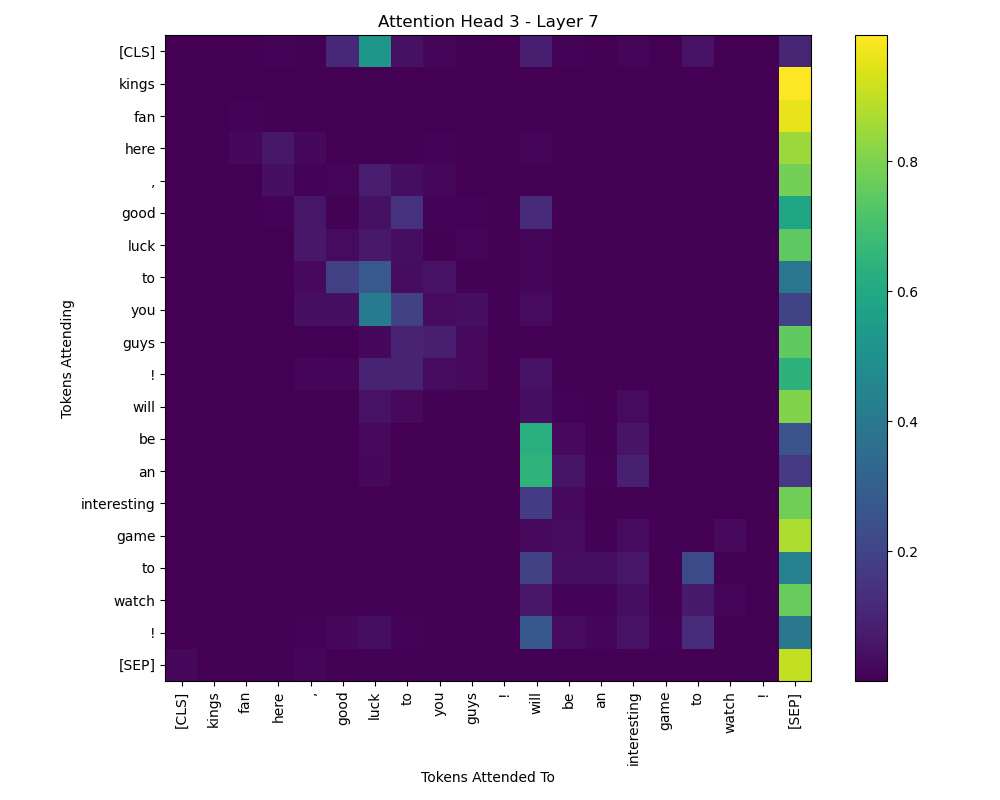 Attention Head 3 - Layer 7
Tokens Attending
[CLS]
kings
fan
here
,
good
luck
to
you
guys
!
will
be
an
interesting
game
to
watch
!
[SEP]
[CLS]
kings
fan
here
,
good
luck
to
you
guys
!
will
be
an
interesting
game
to
watch
!
[SEP]
Tokens Attended To
0.8
0.6
0.4
0.2